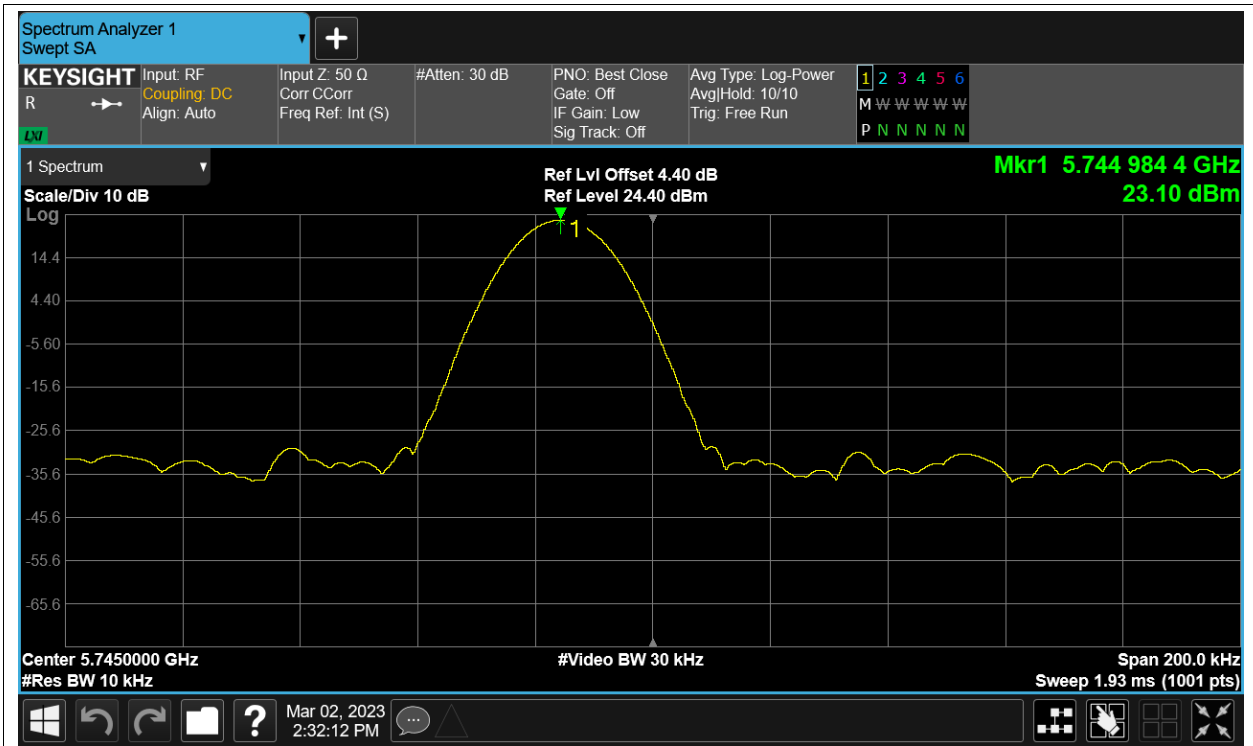 Spectrum Analyzer 1
Swept SA
KEYSIGHT
R
LXI
Input: RF
Coupling: DC
Align: Auto
Input Z: 50 Ω
Corr CCorr
Freq Ref: Int (S)
#Atten: 30 dB
PNO: Best Close
Gate: Off
IF Gain: Low
Sig Track: Off
Avg Type: Log-Power
Avg|Hold: 10/10
Trig: Free Run
1 2 3 4 5 6
M W W W W W W
P N N N N N N
1 Spectrum
Scale/Div 10 dB
Log
Ref Lvl Offset 4.40 dB
Ref Level 24.40 dBm
Mkr1 5.744 984 4 GHz
23.10 dBm
1
14.4
4.40
-5.60
-15.6
-25.6
-35.6
-45.6
-55.6
-65.6
Center 5.7450000 GHz
#Video BW 30 kHz
Span 200.0 kHz
#Res BW 10 kHz
Sweep 1.93 ms (1001 pts)
?
Mar 02, 2023
2:32:12 PM